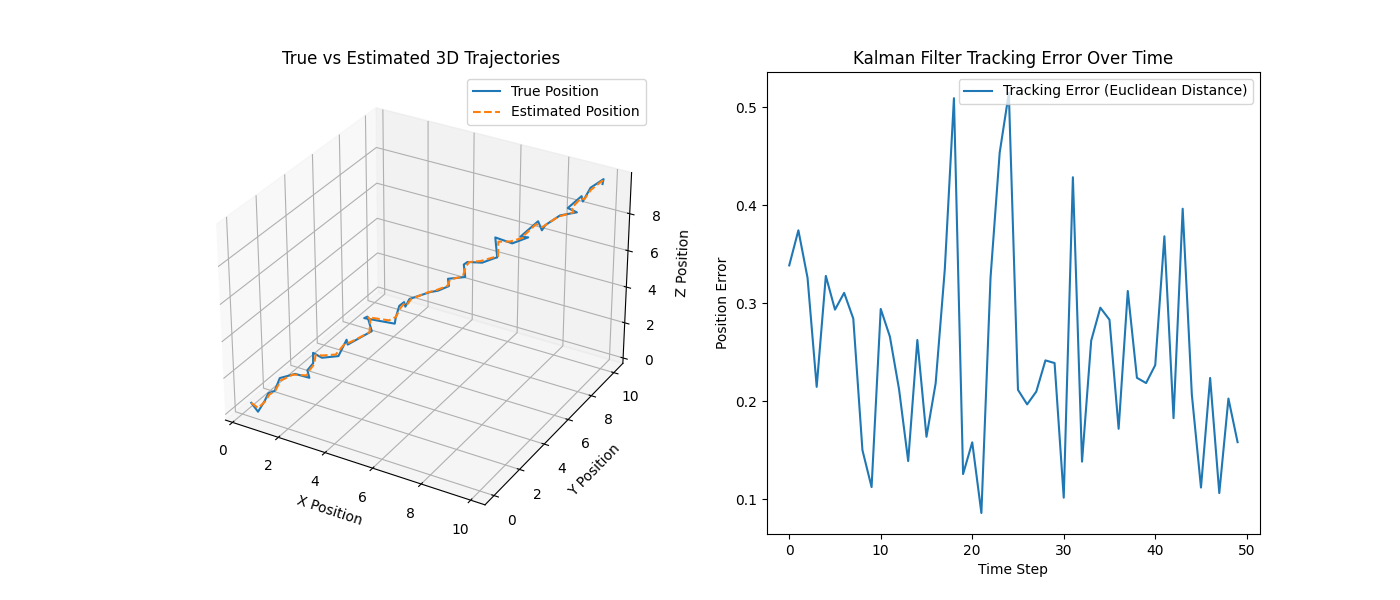 True vs Estimated 3D Trajectories
True Position
Estimated Position
8
6
4
2
0
Z Position
0
2
4
6
8
10
X Position
0
2
4
6
8
10
Y Position
Kalman Filter Tracking Error Over Time
Tracking Error (Euclidean Distance)
0.5
0.4
0.3
0.2
0.1
Position Error
0 10 20 30 40 50
Time Step